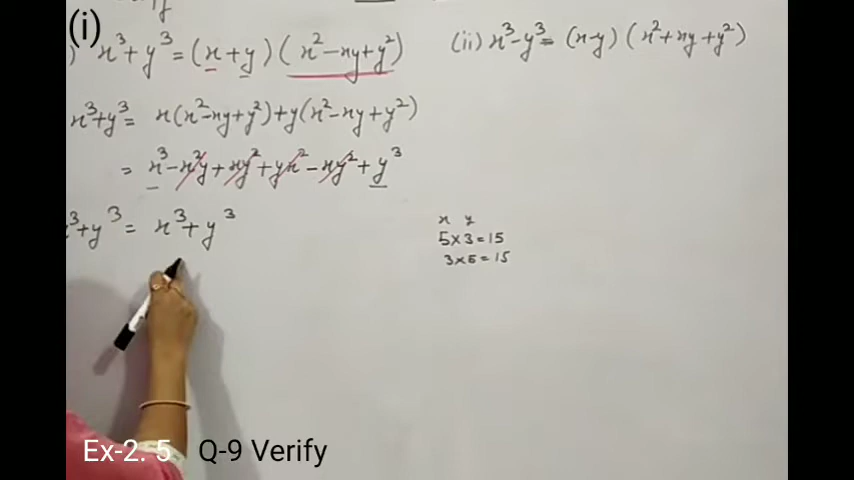 (i)
) x³+y³=(x+y)(x²-xy+y²)
x³+y³= x(x²-xy+y²)+y(x²-xy+y²)
= x³-x²y+xy²+yx²-xy²+y³
x³+y³= x³+y³
(ii) x³-y³= (x-y)(x²+xy+y²)
x y
5×3=15
3×5=15
Ex-2. 5 Q-9 Verify